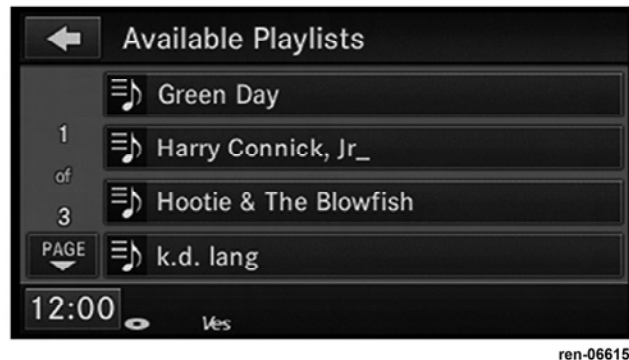 Available Playlists
Green Day
1
Harry Connick, Jr_
of
Hootie & The Blowfish
3
PAGE
k.d. lang
12:00
Ves
ren-06615